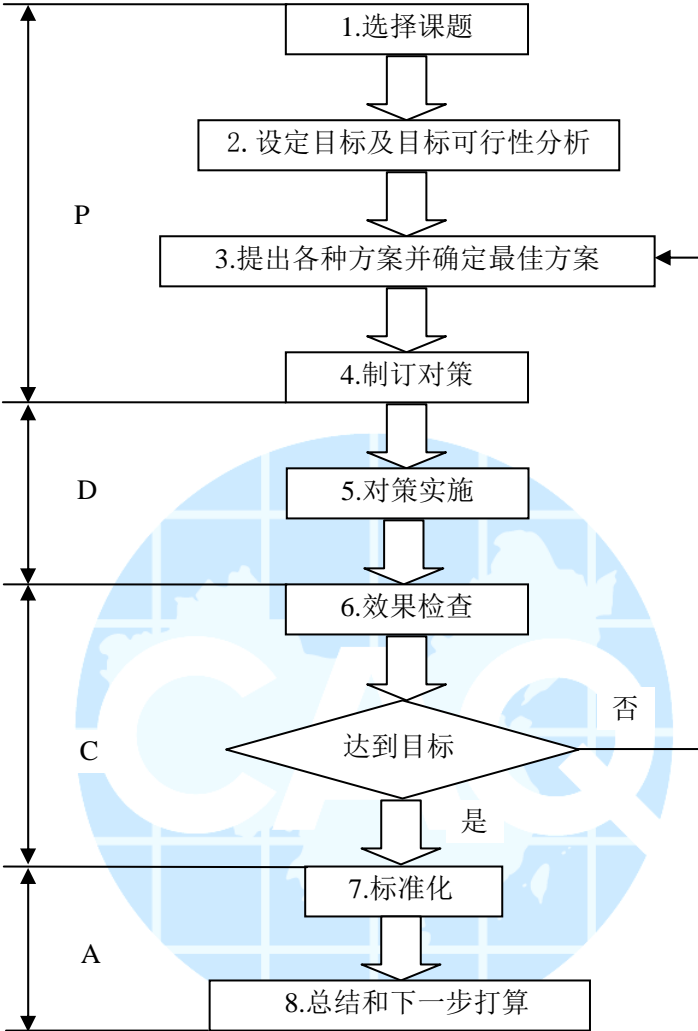 1.选择课题
2. 设定目标及目标可行性分析
P
3.提出各种方案并确定最佳方案
4.制订对策
D
5.对策实施
6.效果检查
否
C
达到目标
是
7.标准化
A
8.总结和下一步打算
CAQ